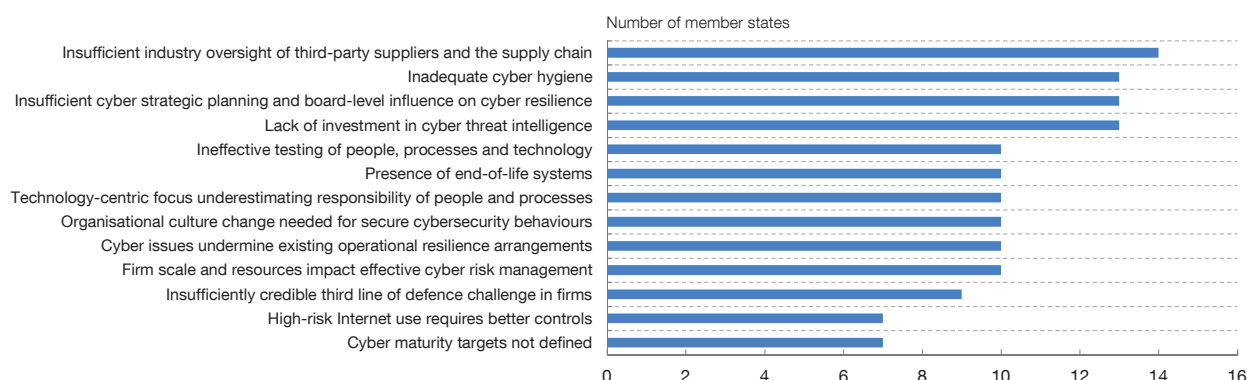 Number of member states
Insufficient industry oversight of third-party suppliers and the supply chain
Inadequate cyber hygiene
Insufficient cyber strategic planning and board-level influence on cyber resilience
Lack of investment in cyber threat intelligence
Ineffective testing of people, processes and technology
Presence of end-of-life systems
Technology-centric focus underestimating responsibility of people and processes
Organisational culture change needed for secure cybersecurity behaviours
Cyber issues undermine existing operational resilience arrangements
Firm scale and resources impact effective cyber risk management
Insufficiently credible third line of defence challenge in firms
High-risk Internet use requires better controls
Cyber maturity targets not defined
0 2 4 6 8 10 12 14 16